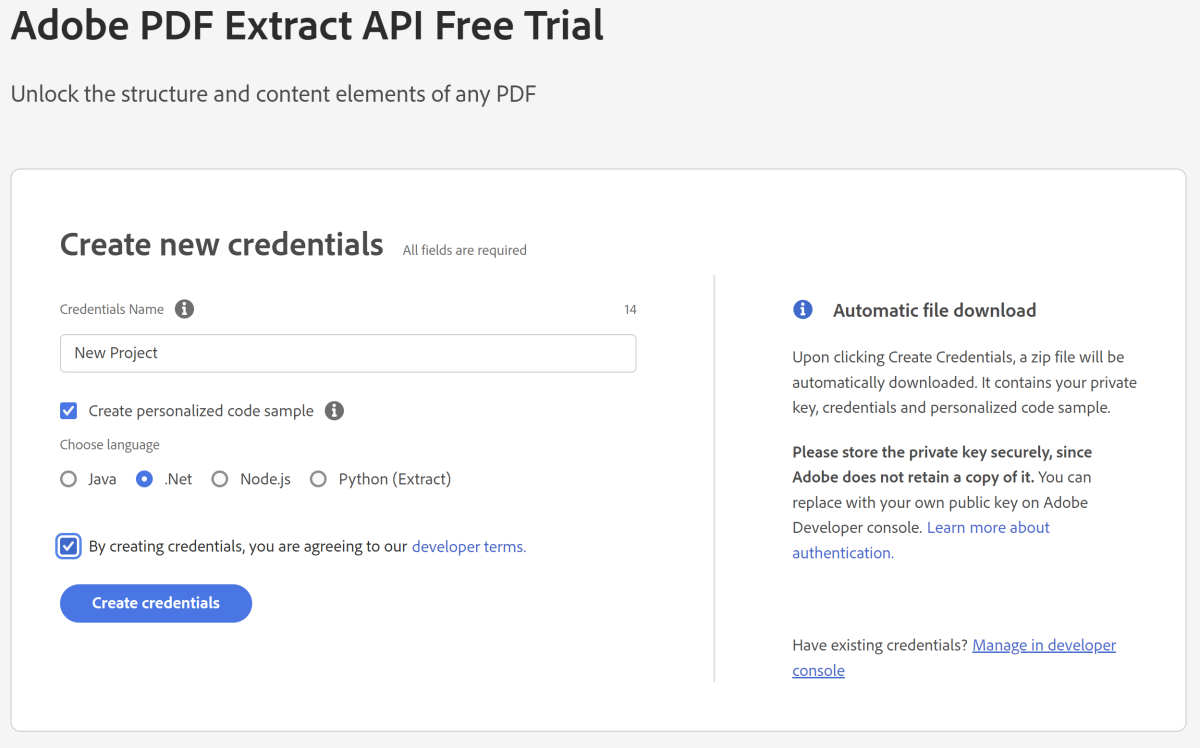 Adobe PDF Extract API Free Trial
Unlock the structure and content elements of any PDF
Create new credentials All fields are required
Credentials Name 14
New Project
Create personalized code sample
Choose language
Java .Net Node.js Python (Extract)
By creating credentials, you are agreeing to our developer terms.
Create credentials
Automatic file download
Upon clicking Create Credentials, a zip file will be
automatically downloaded. It contains your private
key, credentials and personalized code sample.
Please store the private key securely, since
Adobe does not retain a copy of it. You can
replace with your own public key on Adobe
Developer console. Learn more about
authentication.
Have existing credentials? Manage in developer
console